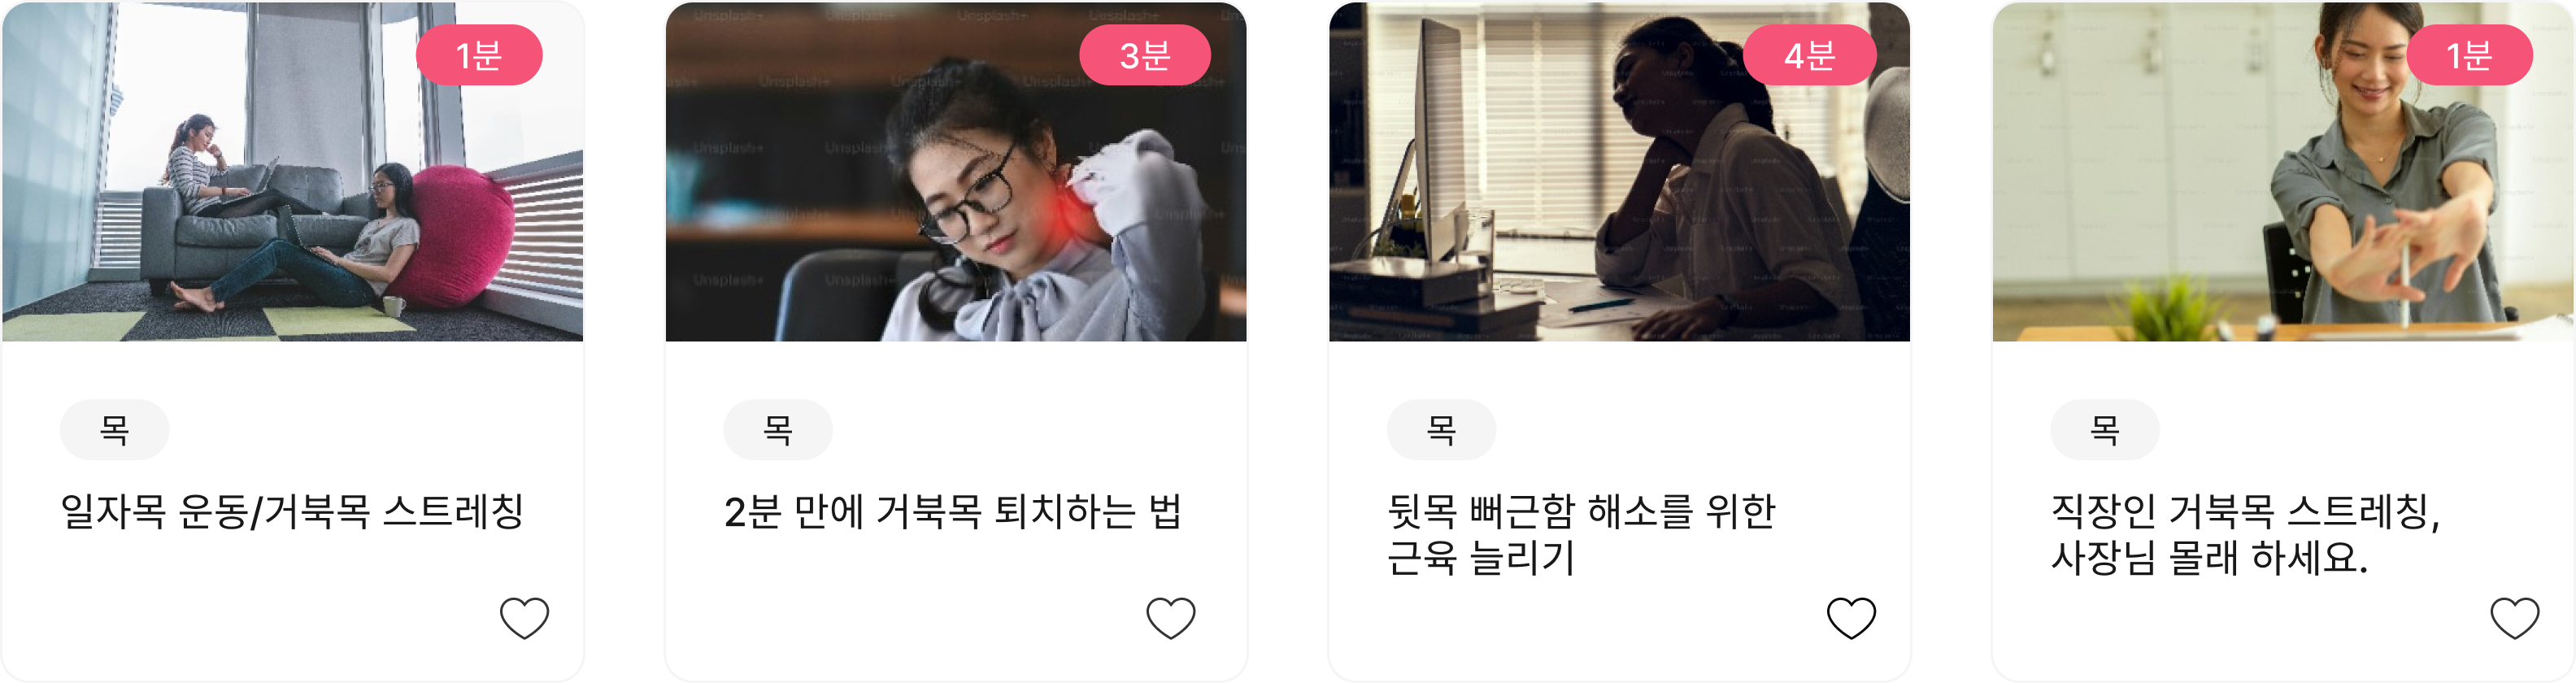 1분
목
일자목 운동/거북목 스트레칭
3분
Unsplash+
목
2분 만에 거북목 퇴치하는 법
4분
목
뒷목 뻐근함 해소를 위한
근육 늘리기
1분
목
직장인 거북목 스트레칭,
사장님 몰래 하세요.